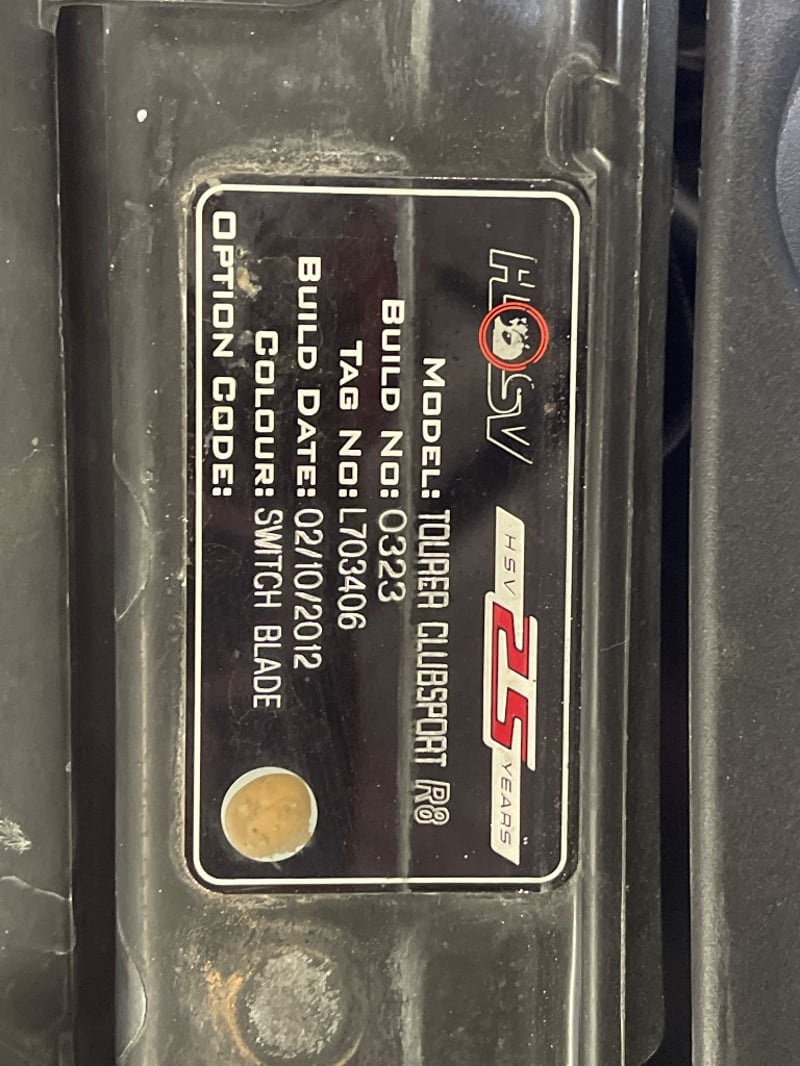 HSV
HSV 25 YEARS
MODEL: TOURER CLUBSPORT R8
BUILD NO: 0323
TAG NO: L703406
BUILD DATE: 02/10/2012
COLOUR: SWITCH BLADE
OPTION CODE: